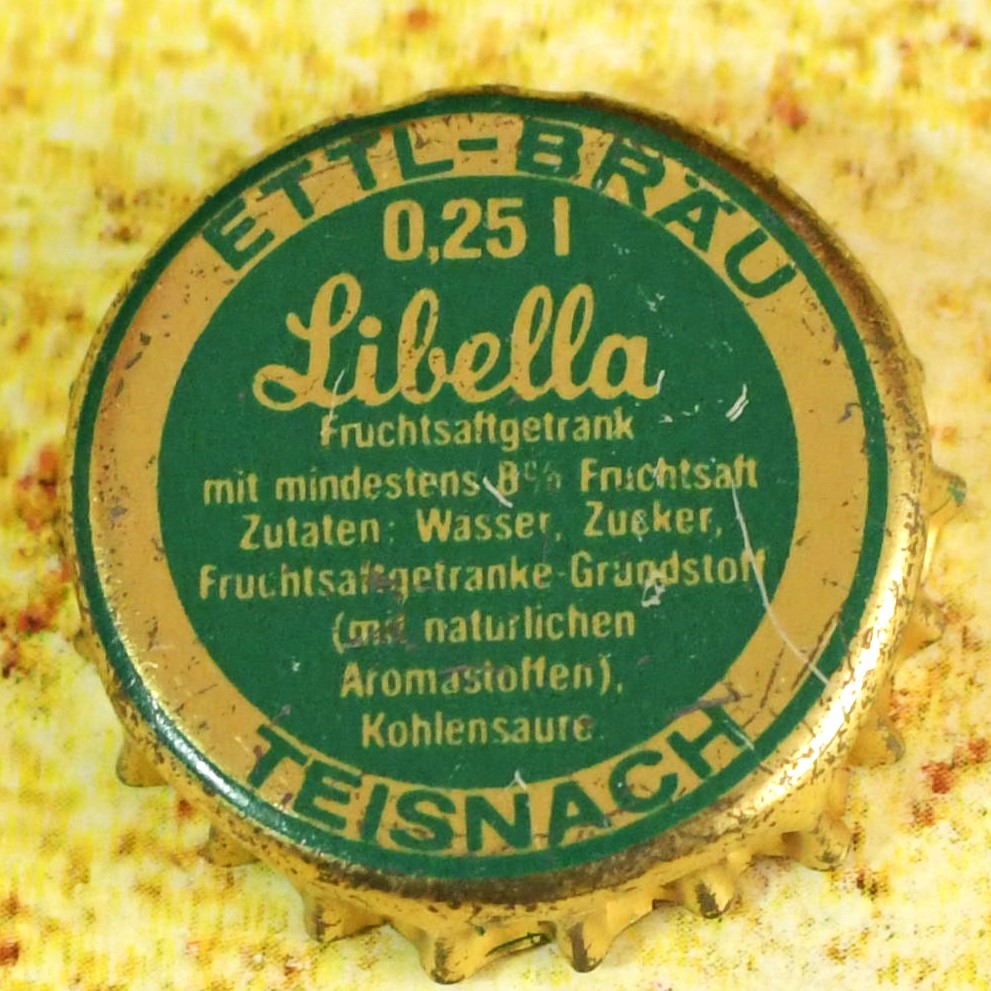 ETTL-BRÄU
0,25 l
Libella
Fruchtsaftgetrank
mit mindestens 8% Fruchtsaft
Zutaten: Wasser, Zucker,
Fruchtsaftgetranke-Grundstoff
(mit naturlichen
Aromastoffen),
Kohlensaure.
TEISNACH